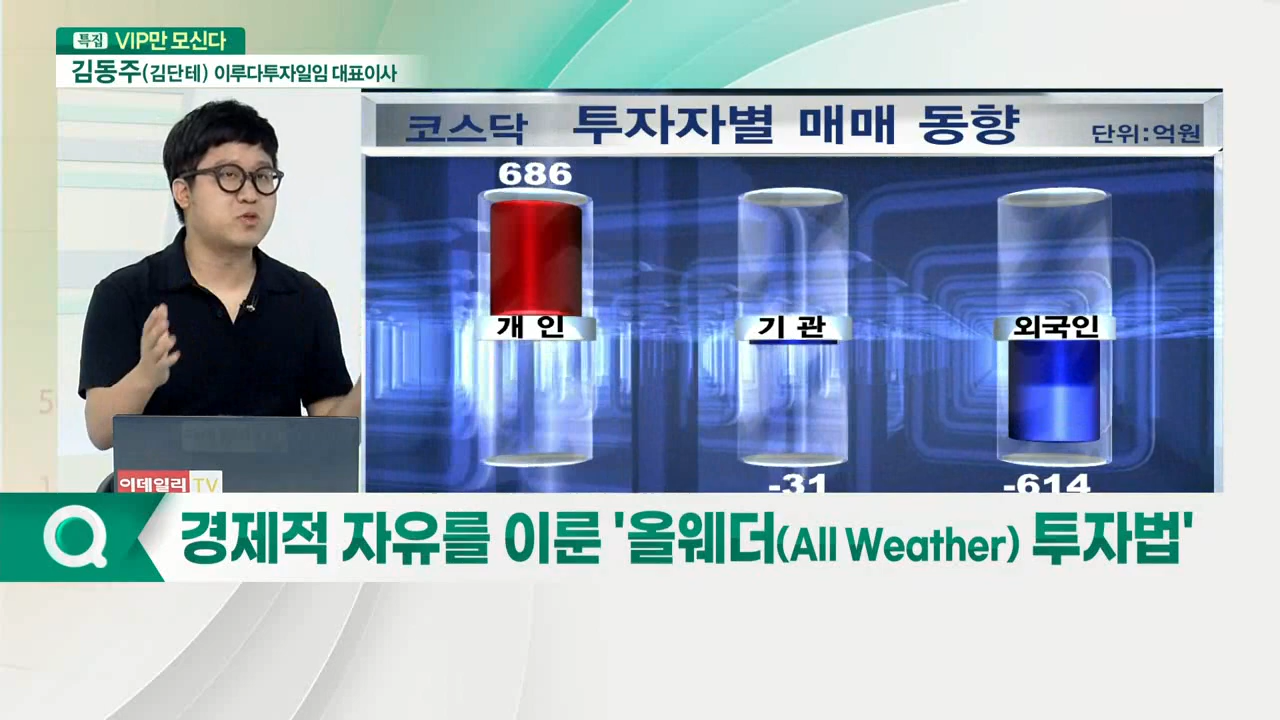 특집 VIP만 모신다
김동주(김단테) 이루다투자일임 대표이사
코스닥 투자자별 매매 동향 단위:억원
686
개인 기관 외국인
-31 -614
이데일리 TV
경제적 자유를 이룬 '올웨더(All Weather) 투자법'